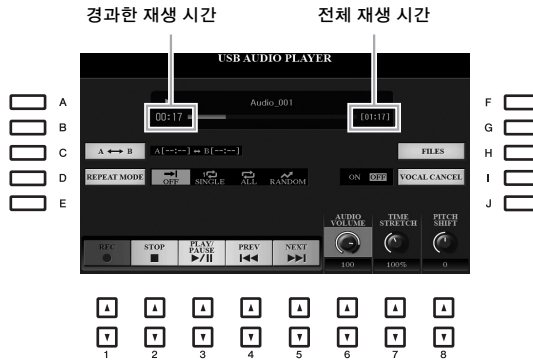 경과한 재생 시간 전체 재생 시간
USB AUDIO PLAYER
Audio_001
00:17 [01:17]
A B C D E
F G H I J
A ⟷ B A[--:--] ↔ B[--:--] FILES
REPEAT MODE OFF SINGLE ALL RANDOM ON OFF VOCAL CANCEL
AUDIO VOLUME TIME STRETCH PITCH SHIFT
REC STOP PLAY/PAUSE PREV NEXT 100 100% 0
1 2 3 4 5 6 7 8